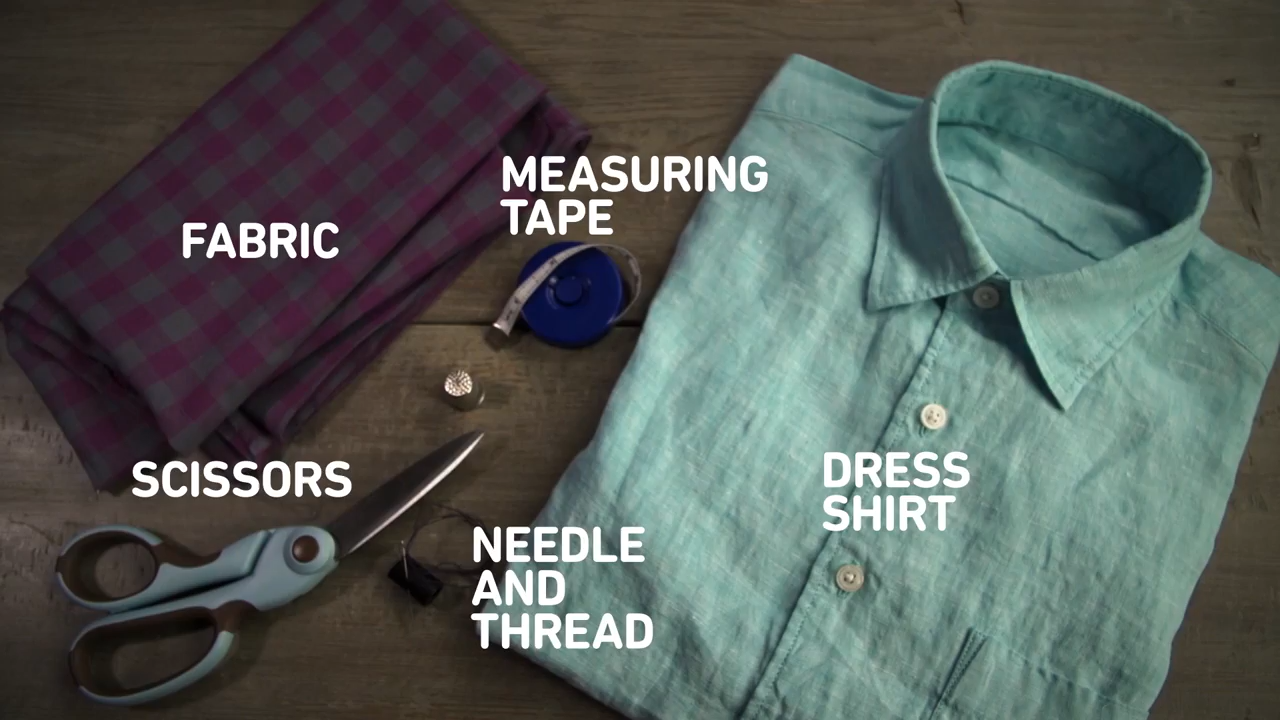 MEASURING
TAPE
FABRIC
SCISSORS
DRESS
SHIRT
NEEDLE
AND
THREAD